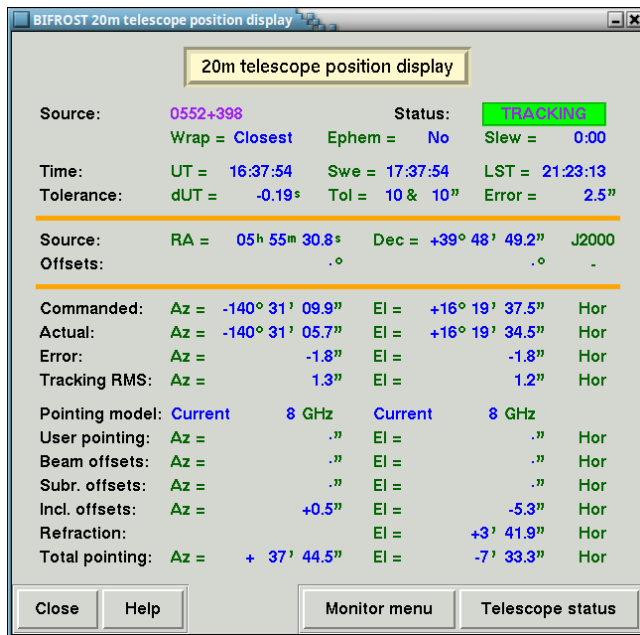 BIFROST 20m telescope position display
20m telescope position display
Source: 0552+398 Status: TRACKING
Wrap = Closest Ephem = No Slew = 0:00
Time: UT = 16:37:54 Swe = 17:37:54 LST = 21:23:13
Tolerance: dUT = -0.19s Tol = 10 & 10" Error = 2.5"
Source: RA = 05h 55m 30.8s Dec = +39° 48' 49.2" J2000
Offsets: .° .° -
Commanded: Az = -140° 31' 09.9" El = +16° 19' 37.5" Hor
Actual: Az = -140° 31' 05.7" El = +16° 19' 34.5" Hor
Error: Az = -1.8" El = -1.8" Hor
Tracking RMS: Az = 1.3" El = 1.2" Hor
Pointing model: Current 8 GHz Current 8 GHz
User pointing: Az = ." El = ." Hor
Beam offsets: Az = ." El = ." Hor
Subr. offsets: Az = ." El = ." Hor
Incl. offsets: Az = +0.5" El = -5.3" Hor
Refraction: El = +3' 41.9" Hor
Total pointing: Az = + 37' 44.5" El = -7' 33.3" Hor
Close Help Monitor menu Telescope status